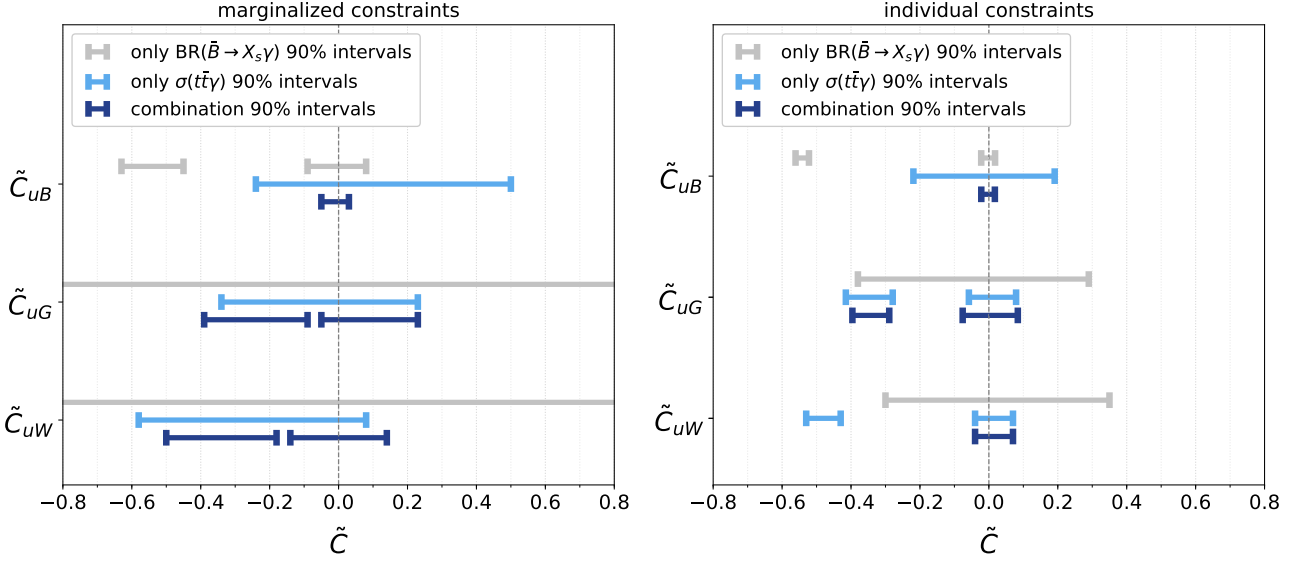 marginalized constraints
only BR(B̄→X_sγ) 90% intervals
only σ(tt̄γ) 90% intervals
combination 90% intervals
C̃_uB
C̃_uG
C̃_uW
−0.8 −0.6 −0.4 −0.2 0.0 0.2 0.4 0.6 0.8
C̃
individual constraints
only BR(B̄→X_sγ) 90% intervals
only σ(tt̄γ) 90% intervals
combination 90% intervals
C̃_uB
C̃_uG
C̃_uW
−0.8 −0.6 −0.4 −0.2 0.0 0.2 0.4 0.6 0.8
C̃